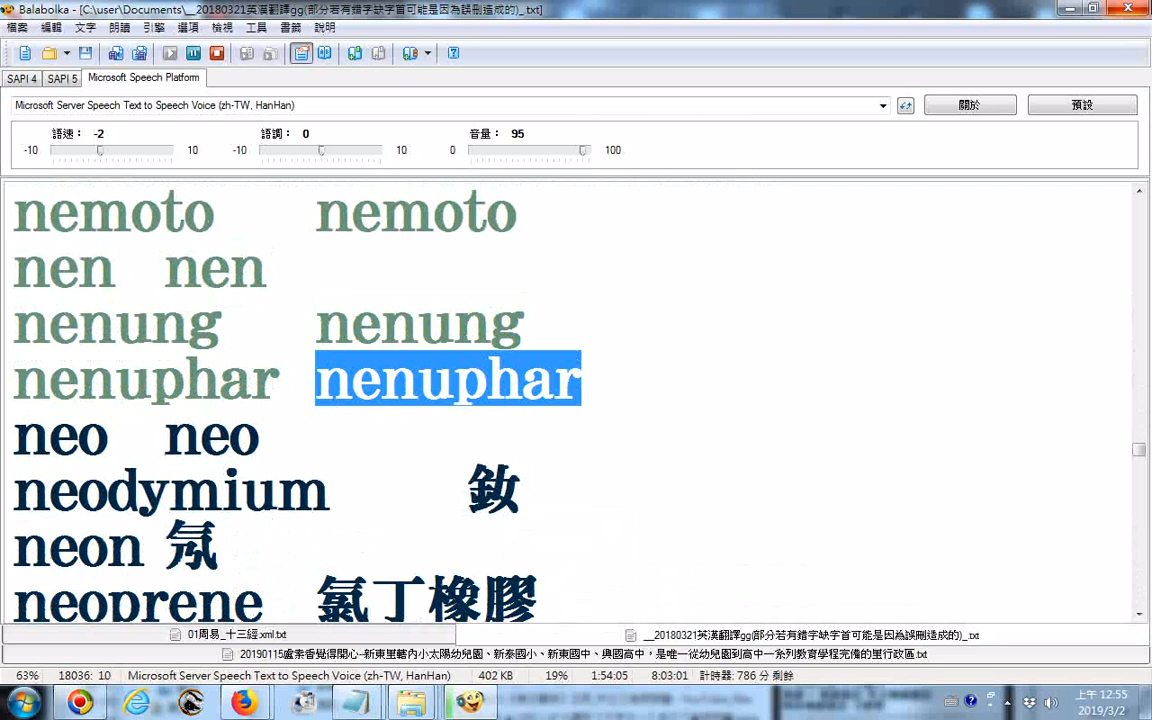 Balabolka - [C:\user\Documents\__20180321英漢翻譯gg(部分若有錯字缺字首可能是因為誤刪造成的)_.txt]
檔案 編輯 文字 朗讀 引擎 選項 檢視 工具 書籤 說明
SAPI 4 SAPI 5 Microsoft Speech Platform
Microsoft Server Speech Text to Speech Voice (zh-TW, HanHan) 關於 預設
語速： -2 語調： 0 音量： 95
-10 10 -10 10 0 100
nemoto nemoto
nen nen
nenung nenung
nenuphar nenuphar
neo neo
neodymium 釹
neon 氖
neoprene 氯丁橡膠
01周易_十三經.xml.txt __20180321英漢翻譯gg(部分若有錯字缺字首可能是因為誤刪造成的)_.txt
20190115盧素香覺得開心--新東里轄內小太陽幼兒園、新泰國小、新東國中、興國高中，是唯一從幼兒園到高中一系列教育學程完備的里行政區.txt
63% 18036: 10 Microsoft Server Speech Text to Speech Voice (zh-TW, HanHan) 402 KB 19% 1:54:05 8:03:01 計時器: 786 分 剩餘
上午 12:55
2019/3/2